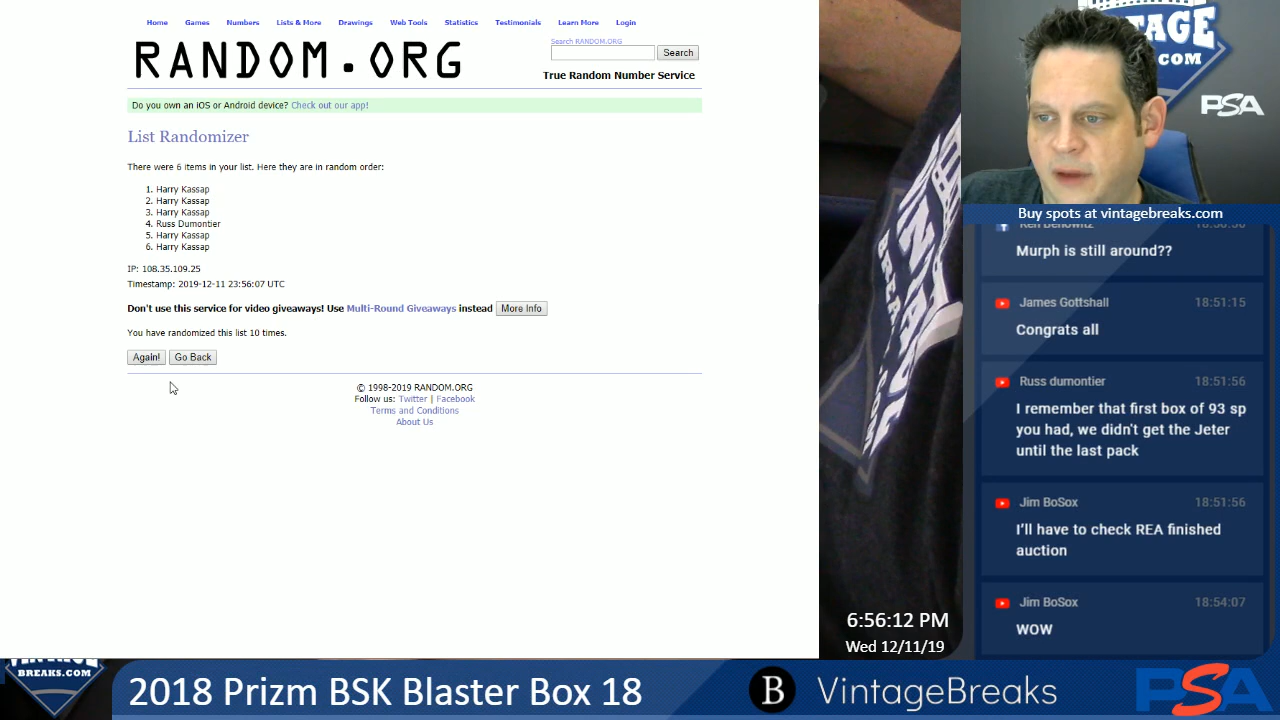 Home Games Numbers Lists & More Drawings Web Tools Statistics Testimonials Learn More Login
RANDOM.ORG
Search RANDOM.ORG
Search
True Random Number Service
Do you own an iOS or Android device? Check out our app!
List Randomizer
There were 6 items in your list. Here they are in random order:
1. Harry Kassap
2. Harry Kassap
3. Harry Kassap
4. Russ Dumontier
5. Harry Kassap
6. Harry Kassap
IP: 108.35.109.25
Timestamp: 2019-12-11 23:56:07 UTC
Don't use this service for video giveaways! Use Multi-Round Giveaways instead More Info
You have randomized this list 10 times.
Again! Go Back
© 1998-2019 RANDOM.ORG
Follow us: Twitter | Facebook
Terms and Conditions
About Us
PSA
Buy spots at vintagebreaks.com
Murph is still around??
James Gottshall 18:51:15
Congrats all
Russ dumontier 18:51:56
I remember that first box of 93 sp
you had, we didn't get the Jeter
until the last pack
Jim BoSox 18:51:56
I'll have to check REA finished
auction
Jim BoSox 18:54:07
WOW
6:56:12 PM
Wed 12/11/19
BREAKS.COM
2018 Prizm BSK Blaster Box 18
B VintageBreaks
PSA